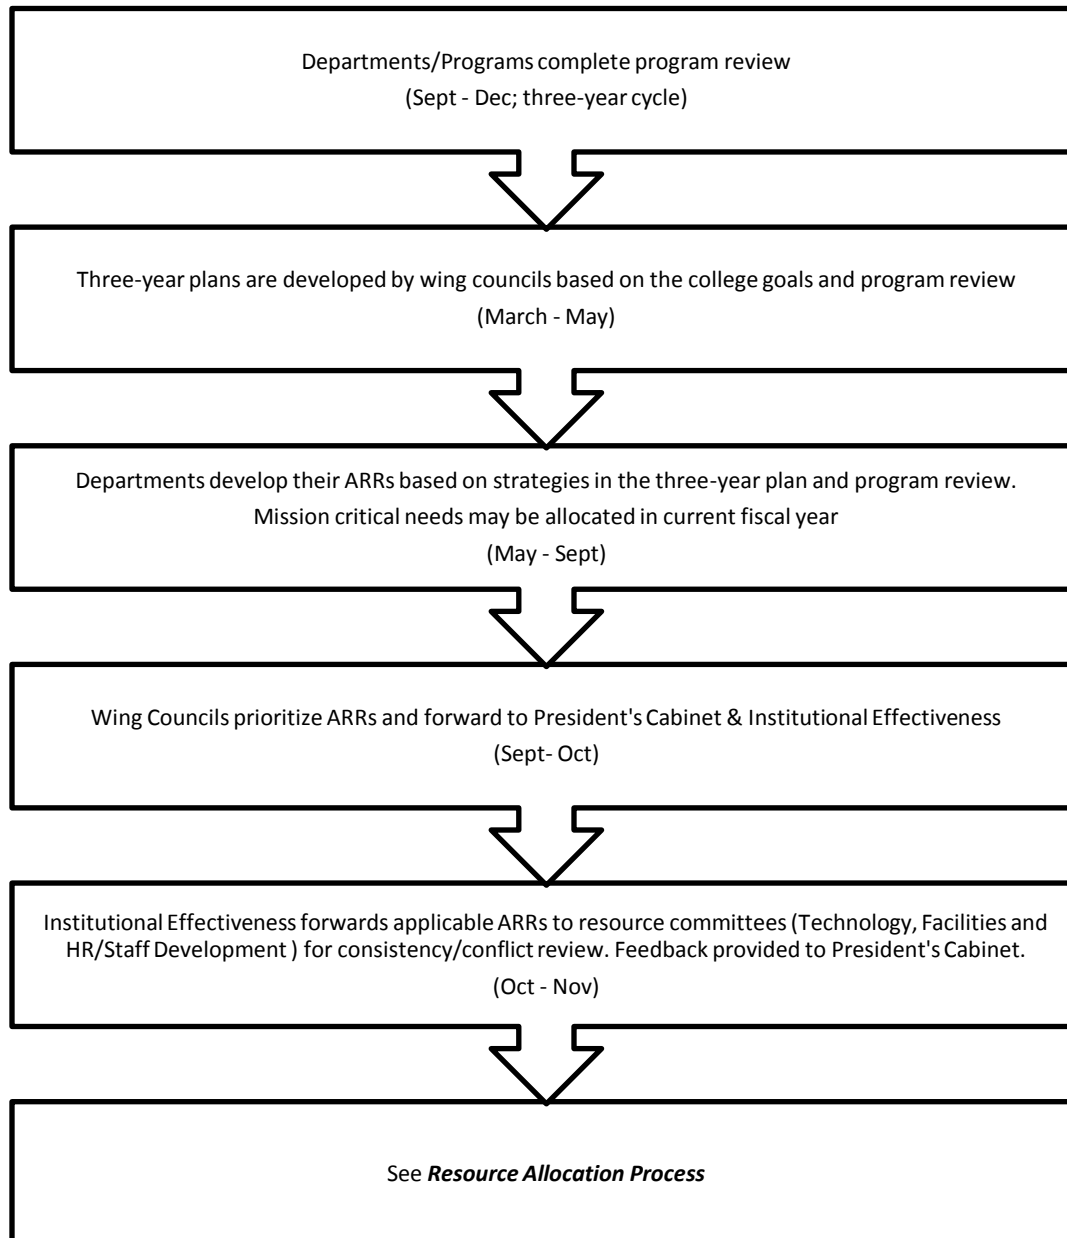 Departments/Programs complete program review
(Sept - Dec; three-year cycle)
Three-year plans are developed by wing councils based on the college goals and program review
(March - May)
Departments develop their ARRs based on strategies in the three-year plan and program review.
Mission critical needs may be allocated in current fiscal year
(May - Sept)
Wing Councils prioritize ARRs and forward to President's Cabinet & Institutional Effectiveness
(Sept- Oct)
Institutional Effectiveness forwards applicable ARRs to resource committees (Technology, Facilities and
HR/Staff Development ) for consistency/conflict review. Feedback provided to President's Cabinet.
(Oct - Nov)
See Resource Allocation Process